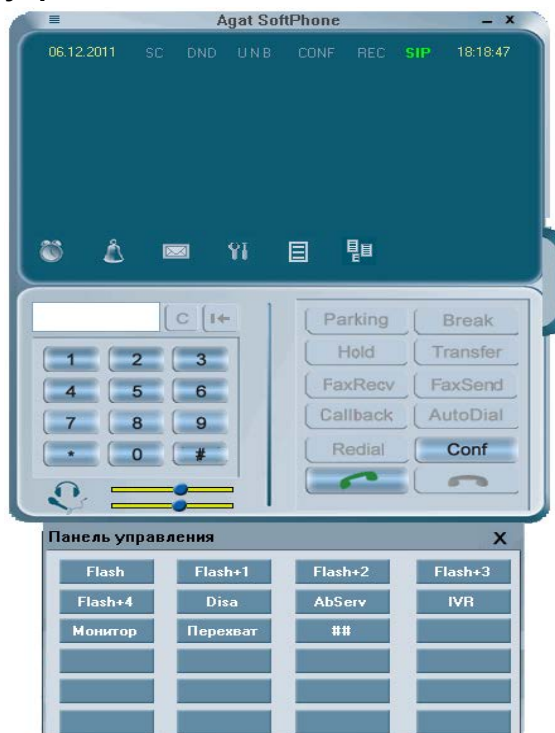 Agat SoftPhone
06.12.2011 SC DND UNB CONF REC SIP 18:18:47
C
Parking Break
1 2 3 Hold Transfer
4 5 6 FaxRecv FaxSend
7 8 9 Callback AutoDial
* 0 # Redial Conf
Панель управления X
Flash Flash+1 Flash+2 Flash+3
Flash+4 Disa AbServ IVR
Монитор Перехват ##